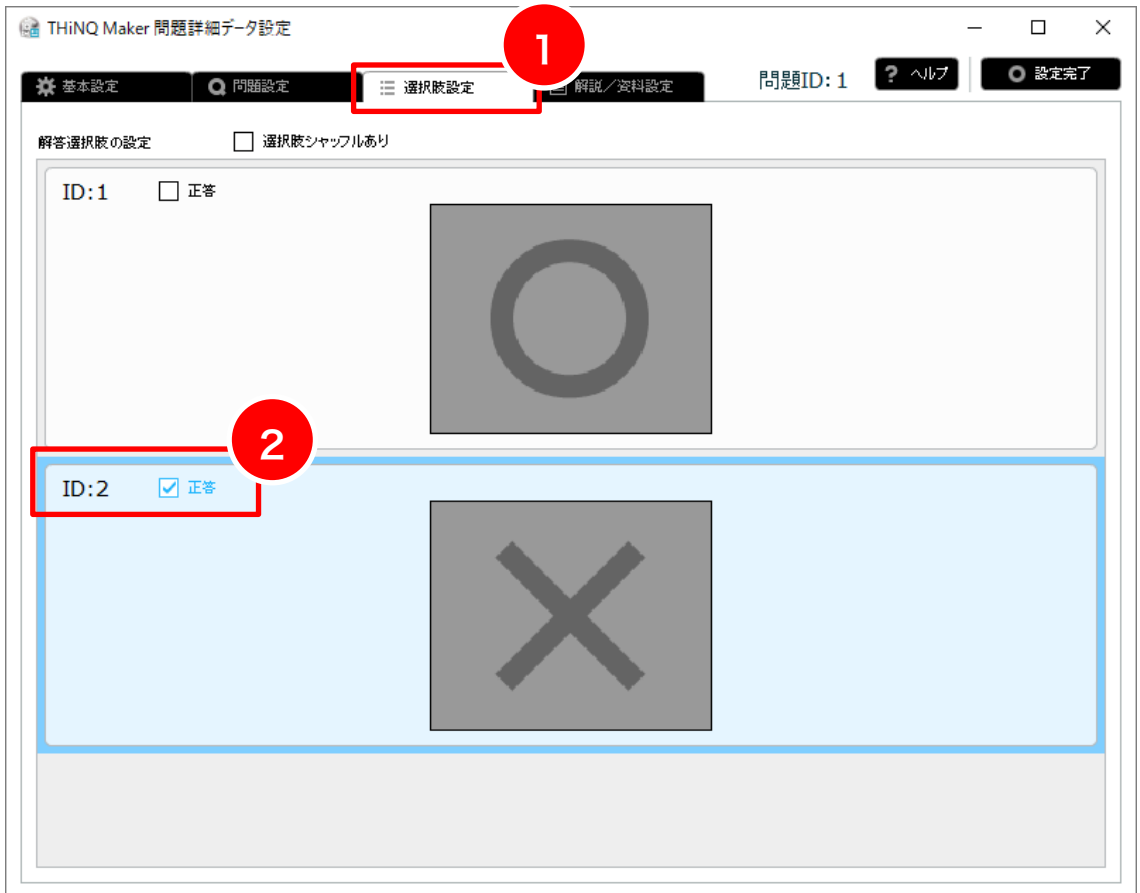 THiNQ Maker 問題詳細データ設定
1
基本設定
問題設定
選択肢設定
解説／資料設定
問題ID: 1
? ヘルプ
設定完了
解答選択肢の設定
選択肢シャッフルあり
ID:1
正答
2
ID:2
正答